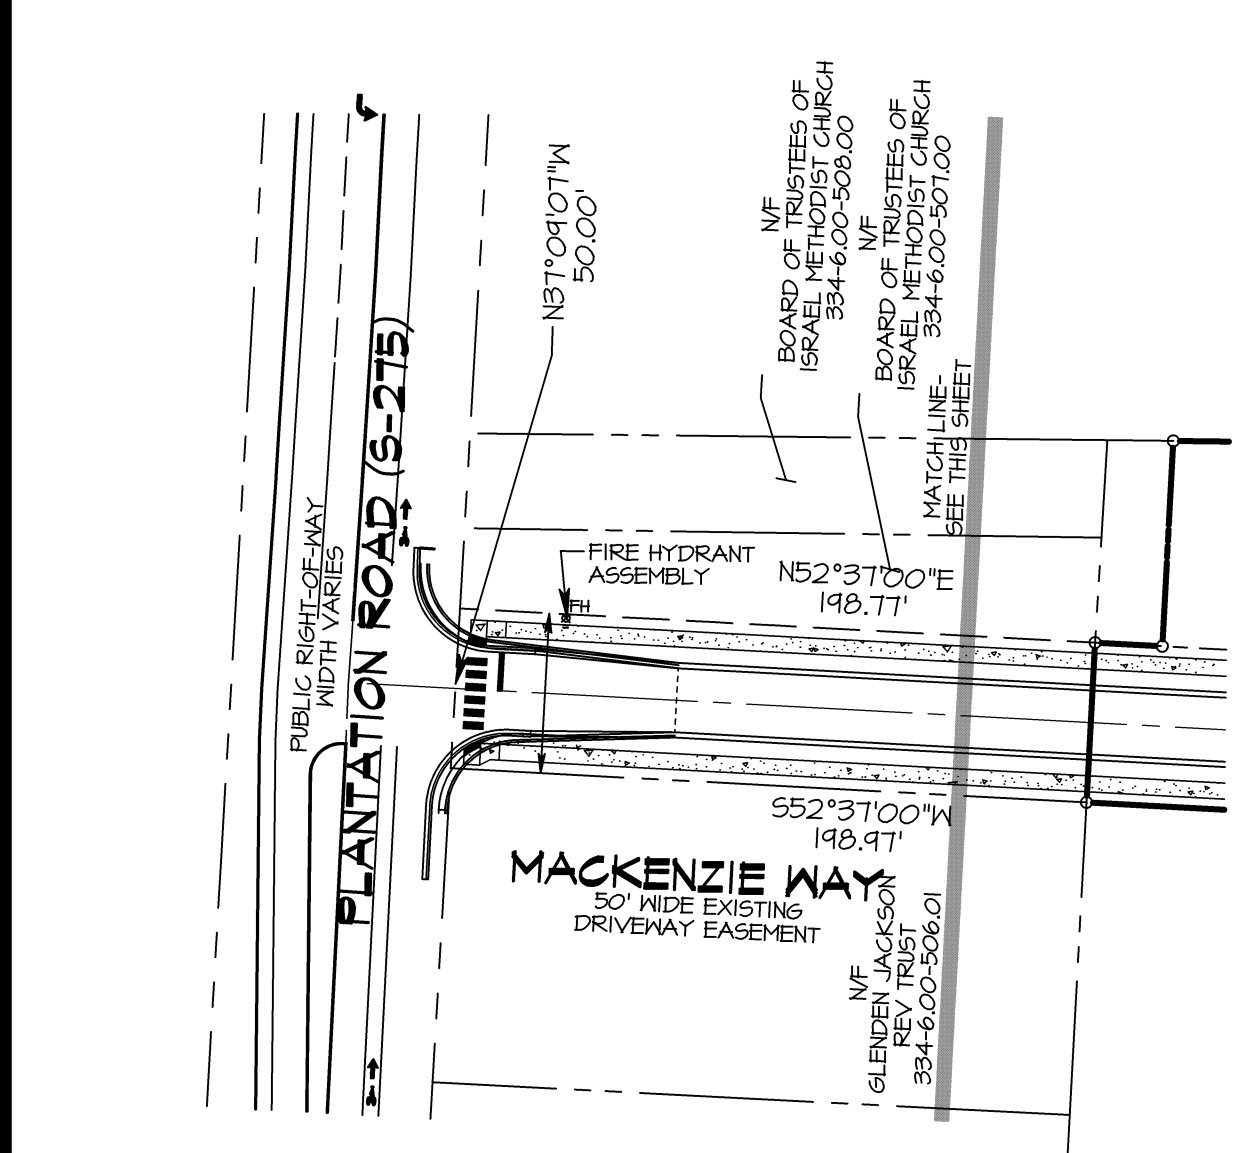 N37°09'07"W
50.00'
N/F
BOARD OF TRUSTEES OF
ISRAEL METHODIST CHURCH
334-6.00-508.00
N/F
BOARD OF TRUSTEES OF
ISRAEL METHODIST CHURCH
334-6.00-507.00
MATCH LINE-
SEE THIS SHEET
PLANTATION ROAD (S-275)
PUBLIC RIGHT-OF-WAY
WIDTH VARIES
FIRE HYDRANT
ASSEMBLY
FH
N52°37'00"E
198.77'
S52°37'00"W
198.97'
MACKENZIE WAY
50' WIDE EXISTING
DRIVEWAY EASEMENT
N/F
GLENDEN JACKSON
REV TRUST
334-6.00-506.01